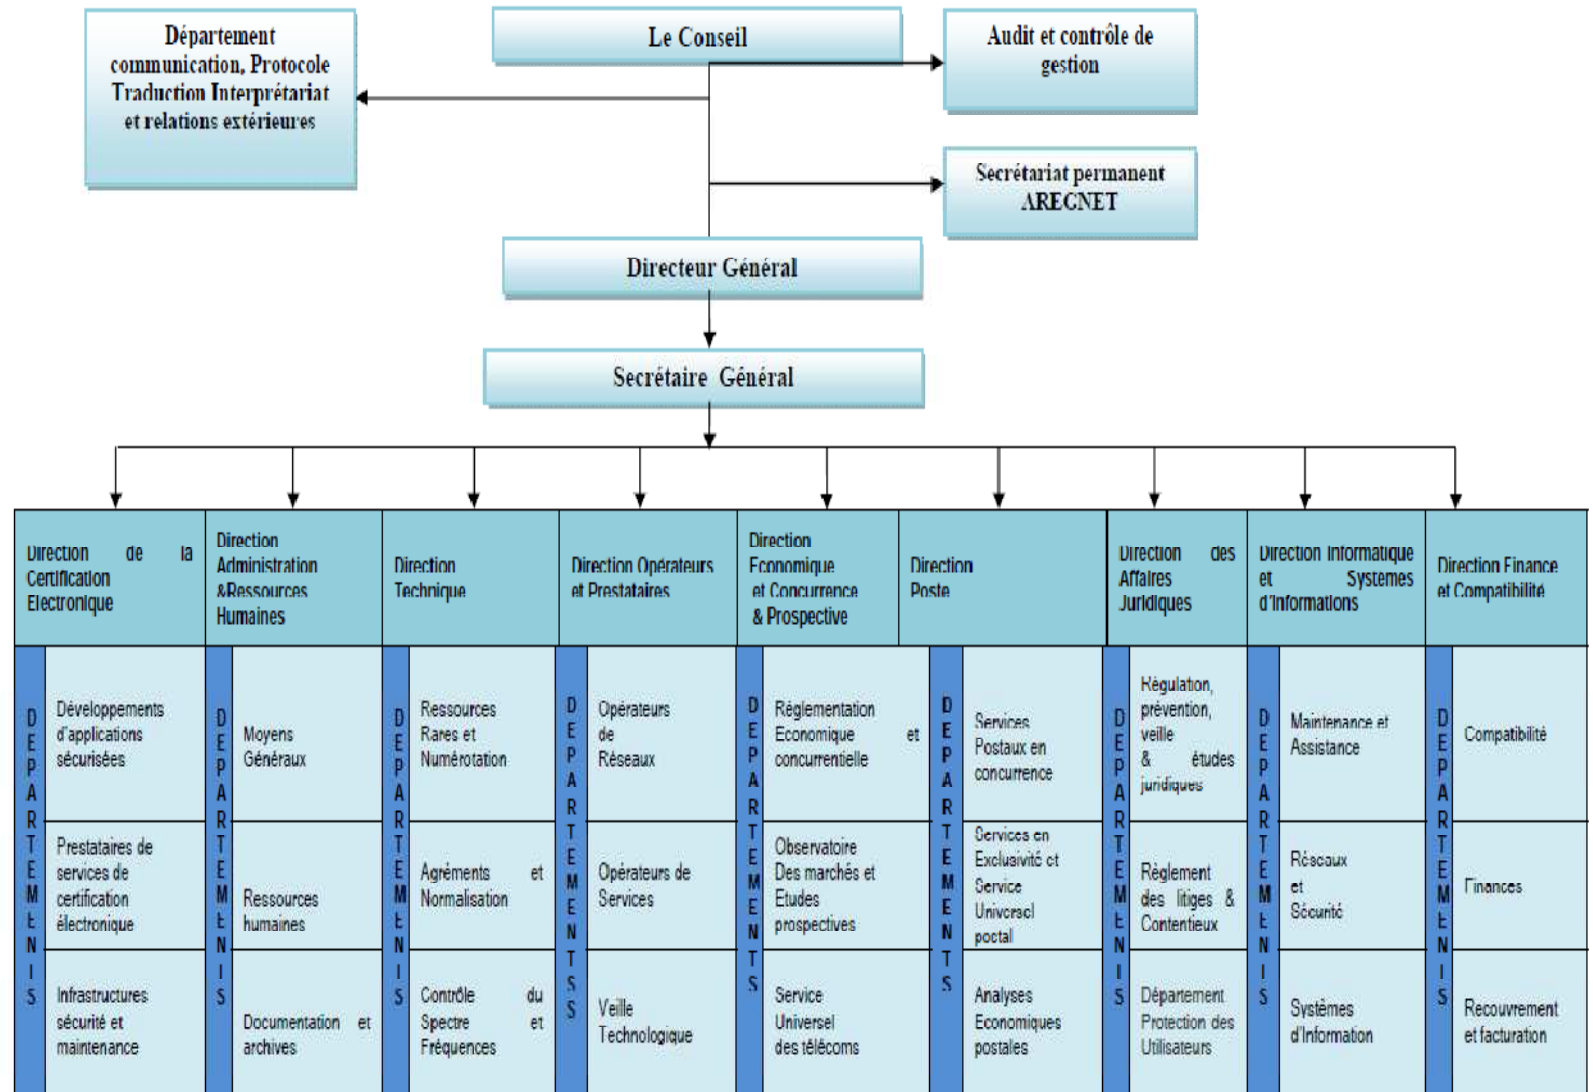 Département
communication, Protocole
Traduction Interprétariat
et relations extérieures
Le Conseil
Audit et contrôle de
gestion
Secrétariat permanent
AREGNET
Directeur Général
Secrétaire Général
Direction de la
Certification
Electronique
Direction
Administration
&Ressources
Humaines
Direction
Technique
Direction Opérateurs
et Prestataires
Direction
Economique
et Concurrence
& Prospective
Direction
Poste
Direction des
Affaires
Juridiques
Direction Informatique
et Systèmes
d'Informations
Direction Finance
et Compatibilité
DEPARTEMENTS
Développements
d'applications
sécurisées
Prestataires de
services de
certification
électronique
Infrastructures
sécurité et
maintenance
DEPARTEMENTS
Moyens
Généraux
Ressources
humaines
Documentation et
archives
DEPARTEMENTS
Ressources
Rares et
Numérotation
Agréments et
Normalisation
Contrôle du
Spectre et
Fréquences
DEPARTMENTSS
Opérateurs
de
Réseaux
Opérateurs de
Services
Veille
Technologique
DEPARTEMENTS
Règlementation
Economique et
concurrentielle
Observatoire
Des marchés et
Etudes
prospectives
Service
Universel
des télécoms
DEPARTEMENTS
Services
Postaux en
concurrence
Services en
Exclusivité et
Service
Universel
postal
Analyses
Economiques
postales
DEPARTEMENTS
Régulation,
prévention,
veille
& études
juridiques
Règlement
des litiges &
Contentieux
Département
Protection des
Utilisateurs
DEPARTEMENTS
Maintenance et
Assistance
Réseaux
et
Sécurité
Systèmes
d'Information
DEPARTEMENTS
Compatibilité
Finances
Recouvrement
et facturation